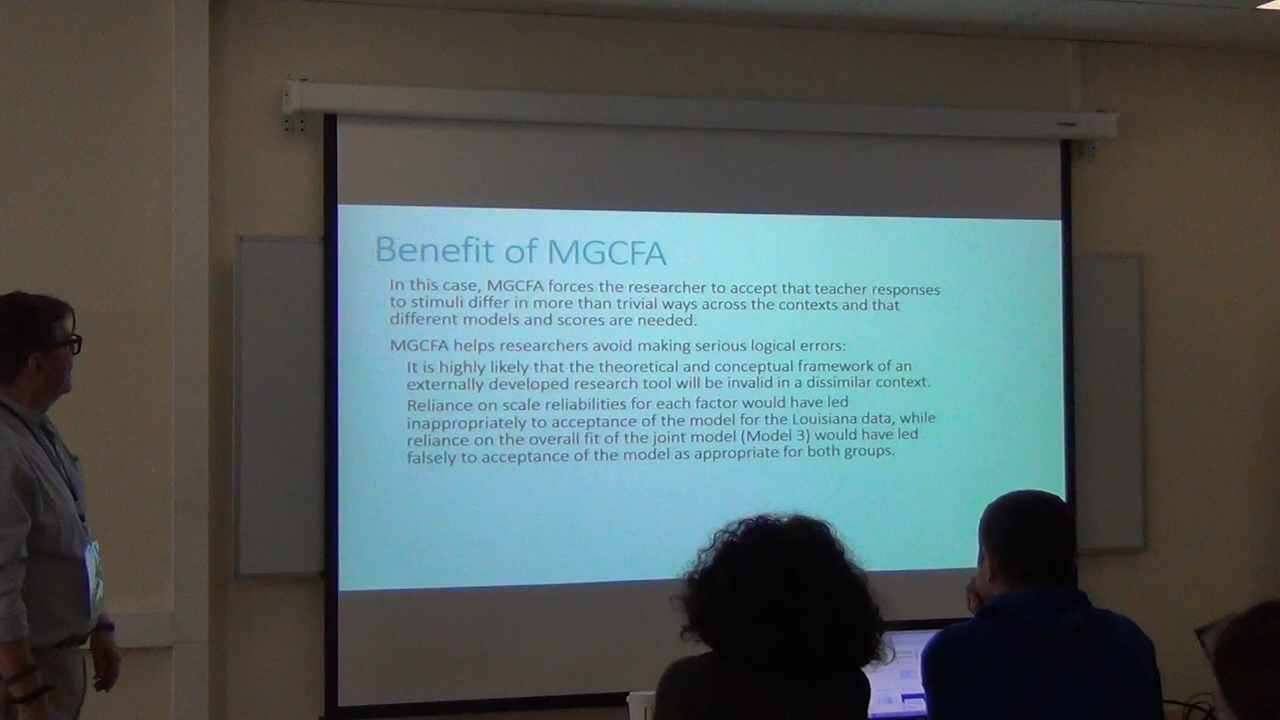 Benefit of MGCFA
In this case, MGCFA forces the researcher to accept that teacher responses
to stimuli differ in more than trivial ways across the contexts and that
different models and scores are needed.
MGCFA helps researchers avoid making serious logical errors:
It is highly likely that the theoretical and conceptual framework of an
externally developed research tool will be invalid in a dissimilar context.
Reliance on scale reliabilities for each factor would have led
inappropriately to acceptance of the model for the Louisiana data, while
reliance on the overall fit of the joint model (Model 3) would have led
falsely to acceptance of the model as appropriate for both groups.